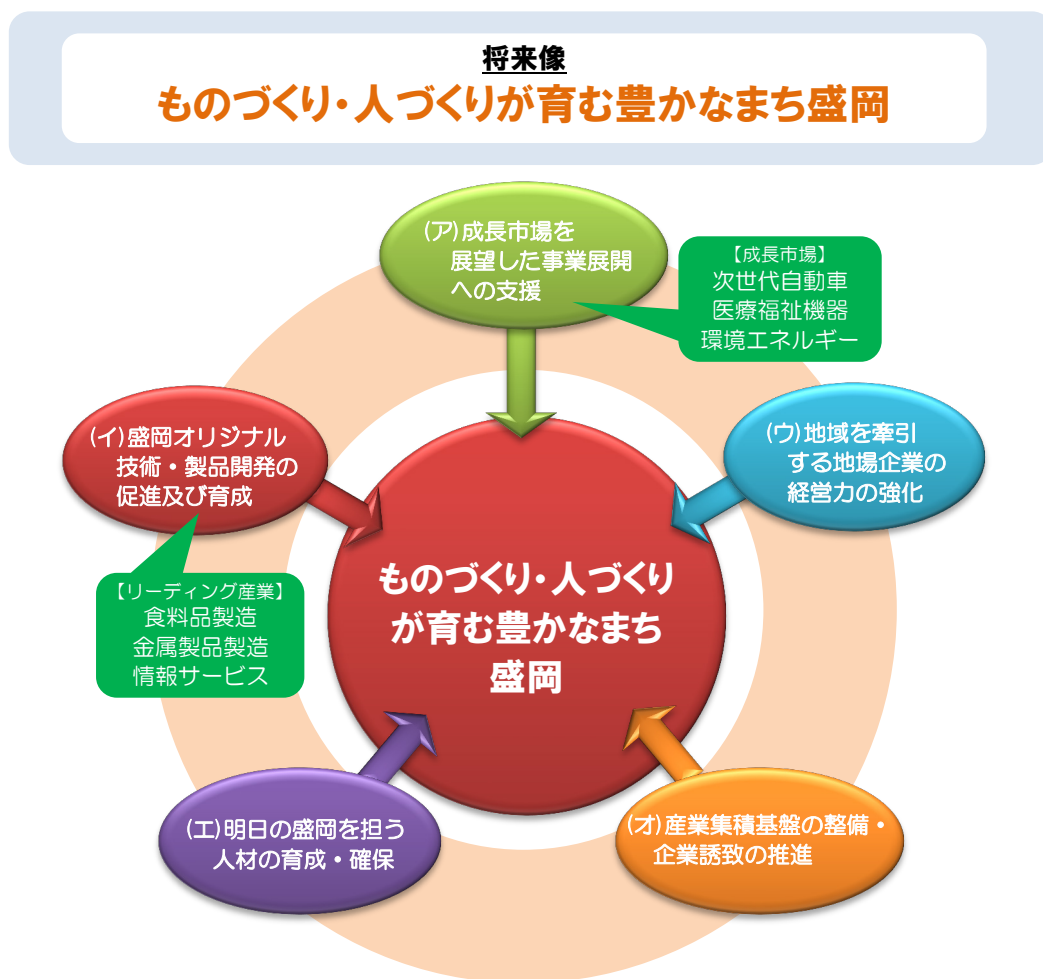 将来像
ものづくり・人づくりが育む豊かなまち盛岡
(ア)成長市場を
展望した事業展開
への支援
【成長市場】
次世代自動車
医療福祉機器
環境エネルギー
(イ)盛岡オリジナル
技術・製品開発の
促進及び育成
【リーディング産業】
食料品製造
金属製品製造
情報サービス
(ウ)地域を牽引
する地場企業の
経営力の強化
ものづくり・人づくり
が育む豊かなまち
盛岡
(エ)明日の盛岡を担う
人材の育成・確保
(オ)産業集積基盤の整備・
企業誘致の推進